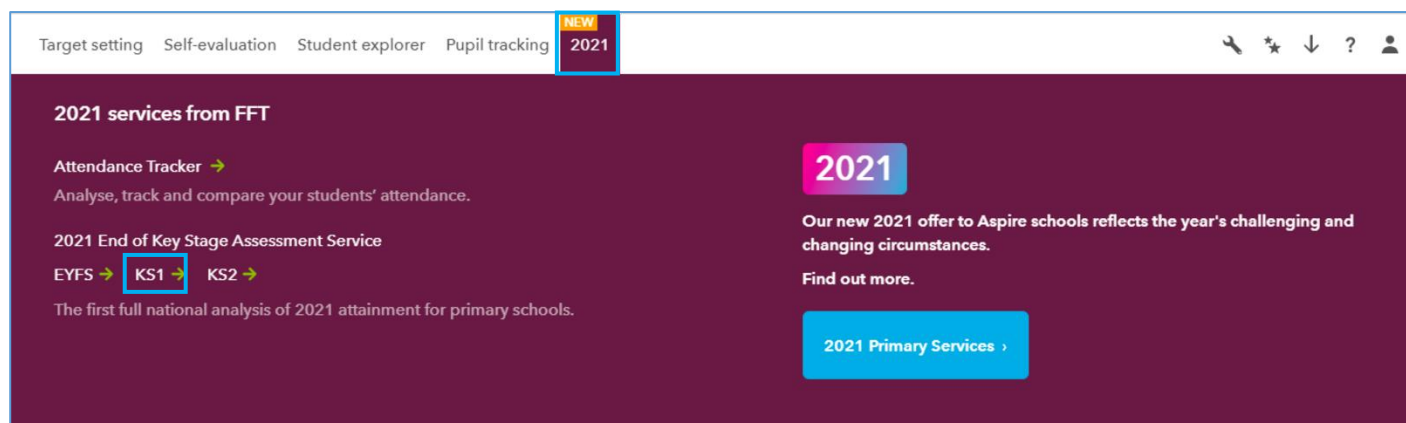 NEW
Target setting Self-evaluation Student explorer Pupil tracking 2021 ?
2021 services from FFT
Attendance Tracker →
Analyse, track and compare your students' attendance.
2021 End of Key Stage Assessment Service
EYFS → KS1 → KS2 →
The first full national analysis of 2021 attainment for primary schools.
2021
Our new 2021 offer to Aspire schools reflects the year's challenging and
changing circumstances.
Find out more.
2021 Primary Services ›